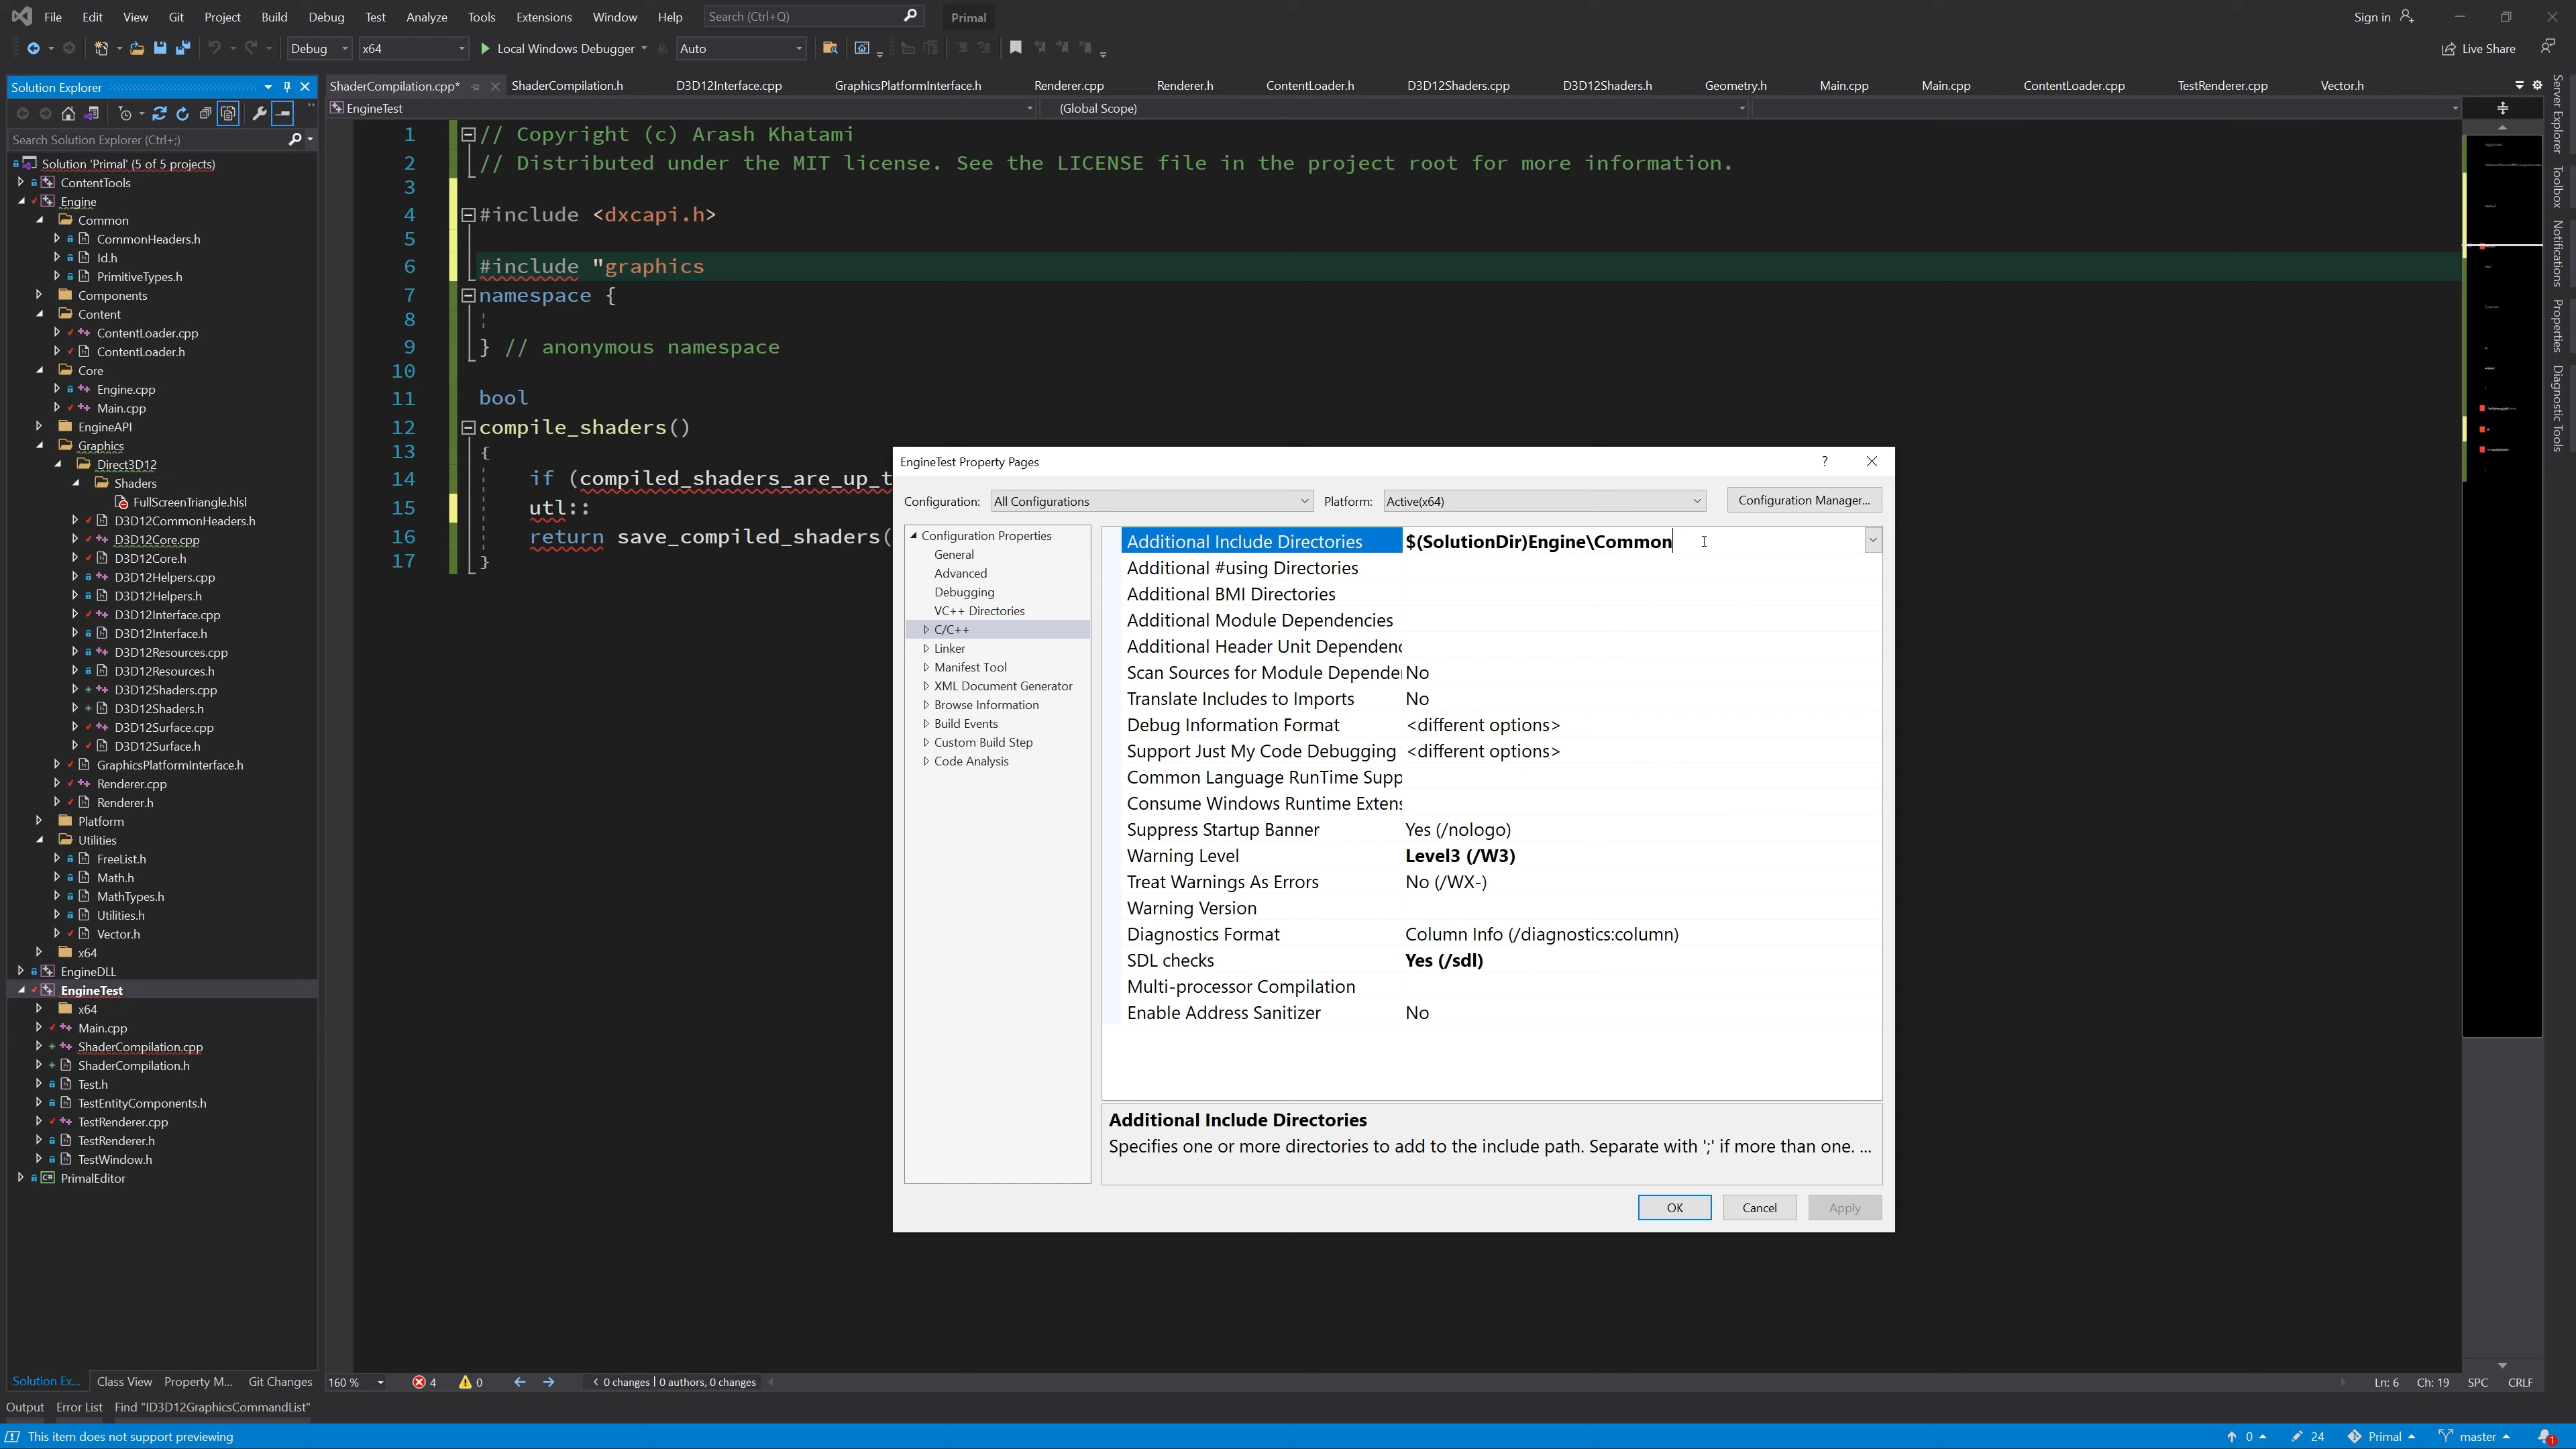 File Edit View Git Project Build Debug Test Analyze Tools Extensions Window Help Search (Ctrl+Q) Primal Sign in
Debug x64 Local Windows Debugger Auto Live Share
Solution Explorer
Search Solution Explorer (Ctrl+;)
Solution 'Primal' (5 of 5 projects)
ContentTools
Engine
Common
CommonHeaders.h
Id.h
PrimitiveTypes.h
Components
Content
ContentLoader.cpp
ContentLoader.h
Core
Engine.cpp
Main.cpp
EngineAPI
Graphics
Direct3D12
Shaders
FullScreenTriangle.hlsl
D3D12CommonHeaders.h
D3D12Core.cpp
D3D12Core.h
D3D12Helpers.cpp
D3D12Helpers.h
D3D12Interface.cpp
D3D12Interface.h
D3D12Resources.cpp
D3D12Resources.h
D3D12Shaders.cpp
D3D12Shaders.h
D3D12Surface.cpp
D3D12Surface.h
GraphicsPlatformInterface.h
Renderer.cpp
Renderer.h
Platform
Utilities
FreeList.h
Math.h
MathTypes.h
Utilities.h
Vector.h
x64
EngineDLL
EngineTest
x64
Main.cpp
ShaderCompilation.cpp
ShaderCompilation.h
Test.h
TestEntityComponents.h
TestRenderer.cpp
TestRenderer.h
TestWindow.h
PrimalEditor
Solution Ex... Class View Property M... Git Changes
ShaderCompilation.cpp* ShaderCompilation.h D3D12Interface.cpp GraphicsPlatformInterface.h Renderer.cpp Renderer.h ContentLoader.h D3D12Shaders.cpp D3D12Shaders.h Geometry.h Main.cpp Main.cpp ContentLoader.cpp TestRenderer.cpp Vector.h
EngineTest (Global Scope)
1 // Copyright (c) Arash Khatami
2 // Distributed under the MIT license. See the LICENSE file in the project root for more information.
3
4 #include <dxcapi.h>
5
6 #include "graphics
7 namespace {
8
9 } // anonymous namespace
10
11 bool
12 compile_shaders()
13 {
14 if (compiled_shaders_are_up_t
15 utl::
16 return save_compiled_shaders(
17 }
EngineTest Property Pages ?
Configuration: All Configurations Platform: Active(x64) Configuration Manager...
Configuration Properties
General
Advanced
Debugging
VC++ Directories
C/C++
Linker
Manifest Tool
XML Document Generator
Browse Information
Build Events
Custom Build Step
Code Analysis
Additional Include Directories $(SolutionDir)Engine\Common
Additional #using Directories
Additional BMI Directories
Additional Module Dependencies
Additional Header Unit Dependenc
Scan Sources for Module Depende No
Translate Includes to Imports No
Debug Information Format <different options>
Support Just My Code Debugging <different options>
Common Language RunTime Supp
Consume Windows Runtime Extens
Suppress Startup Banner Yes (/nologo)
Warning Level Level3 (/W3)
Treat Warnings As Errors No (/WX-)
Warning Version
Diagnostics Format Column Info (/diagnostics:column)
SDL checks Yes (/sdl)
Multi-processor Compilation
Enable Address Sanitizer No
Additional Include Directories
Specifies one or more directories to add to the include path. Separate with ';' if more than one. ...
OK Cancel Apply
Server Explorer
Toolbox
Notifications
Properties
Diagnostic Tools
160 % 4 0 0 changes | 0 authors, 0 changes Ln: 6 Ch: 19 SPC CRLF
Output Error List Find "ID3D12GraphicsCommandList"
This item does not support previewing 0 24 Primal master 1